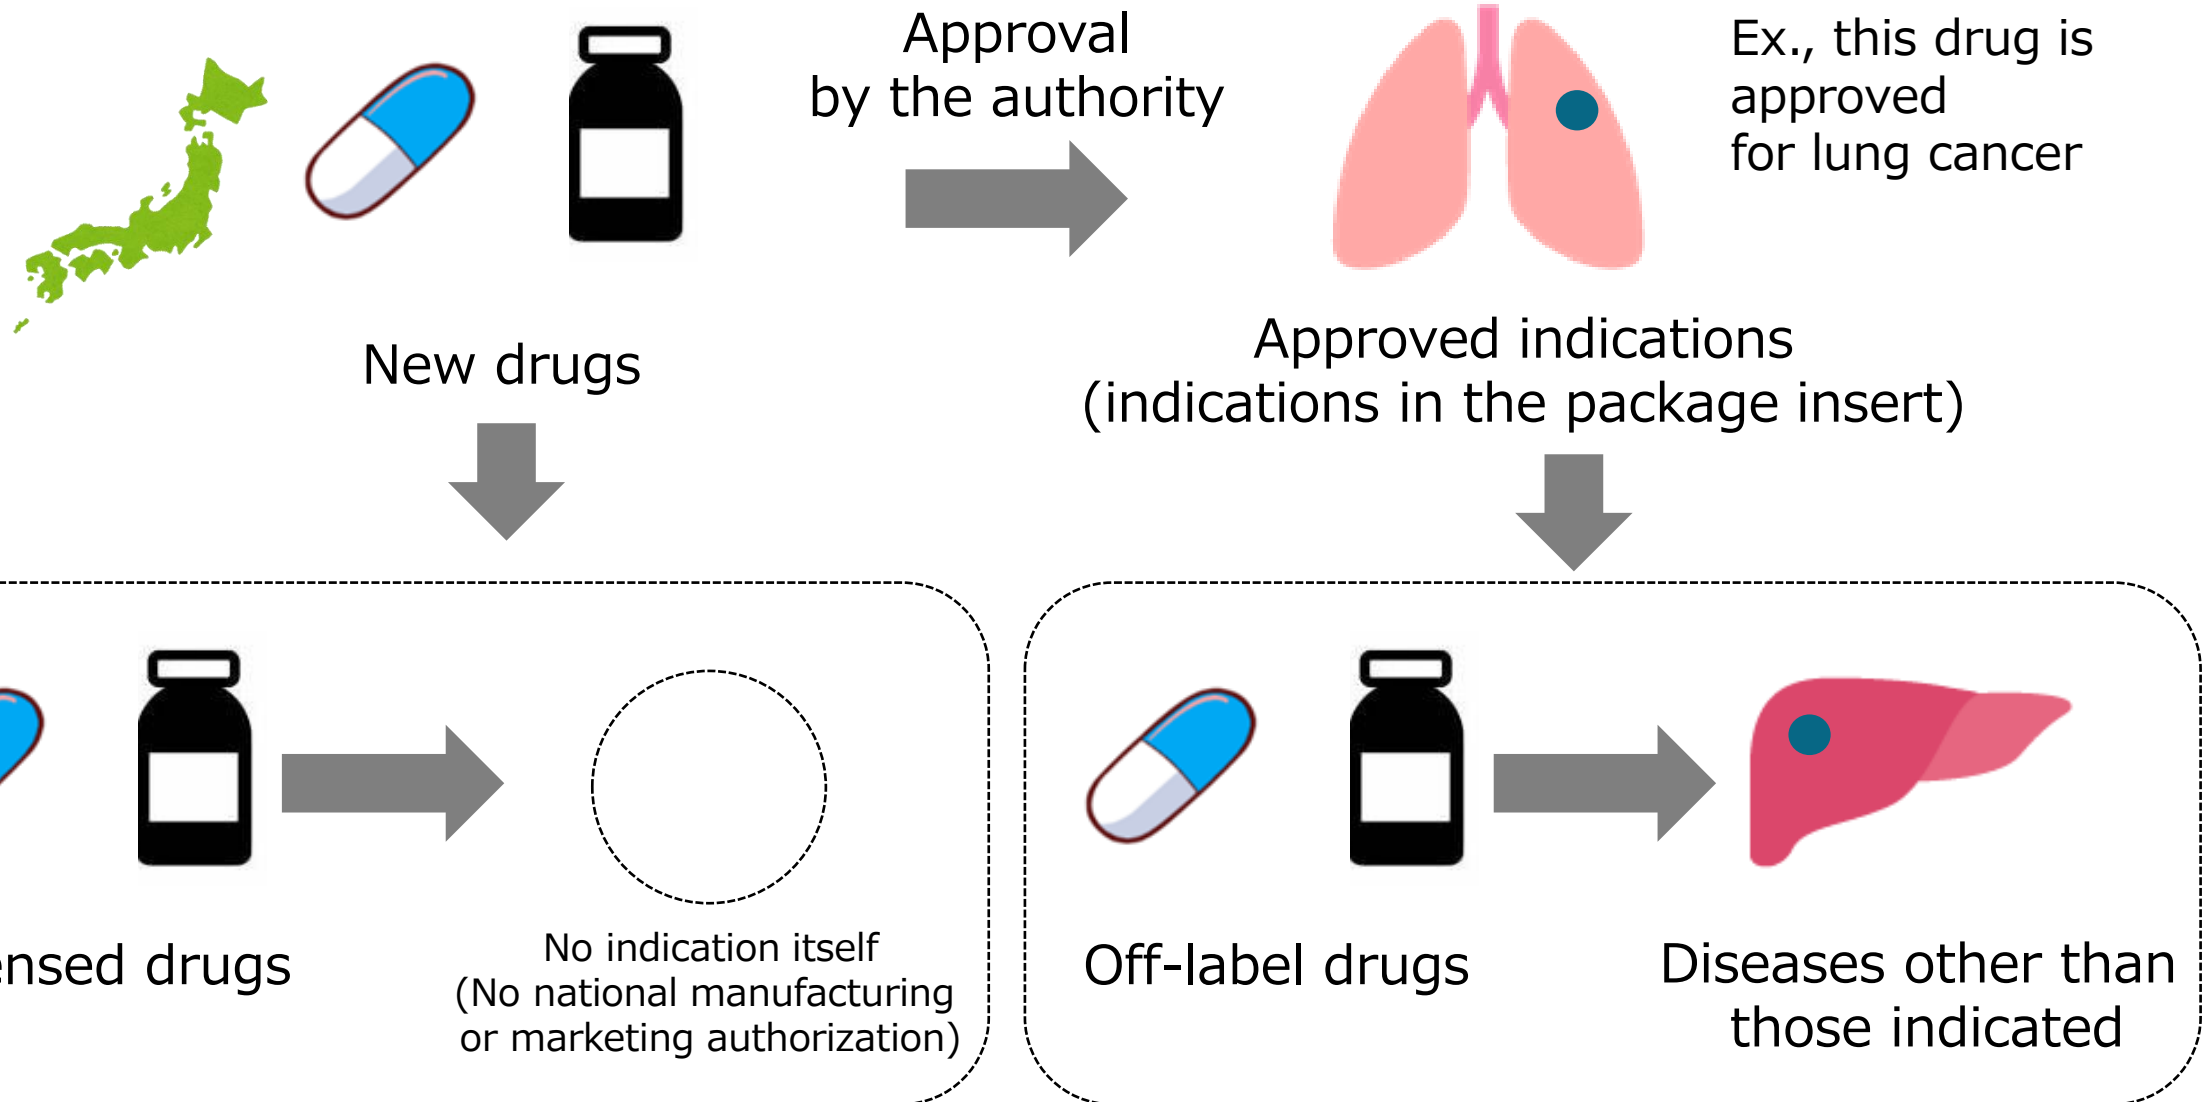 Approval
by the authority
Ex., this drug is
approved
for lung cancer
New drugs
Approved indications
(indications in the package insert)
drugs
No indication itself
(No national manufacturing
or marketing authorization)
Off-label drugs
Diseases other than
those indicated